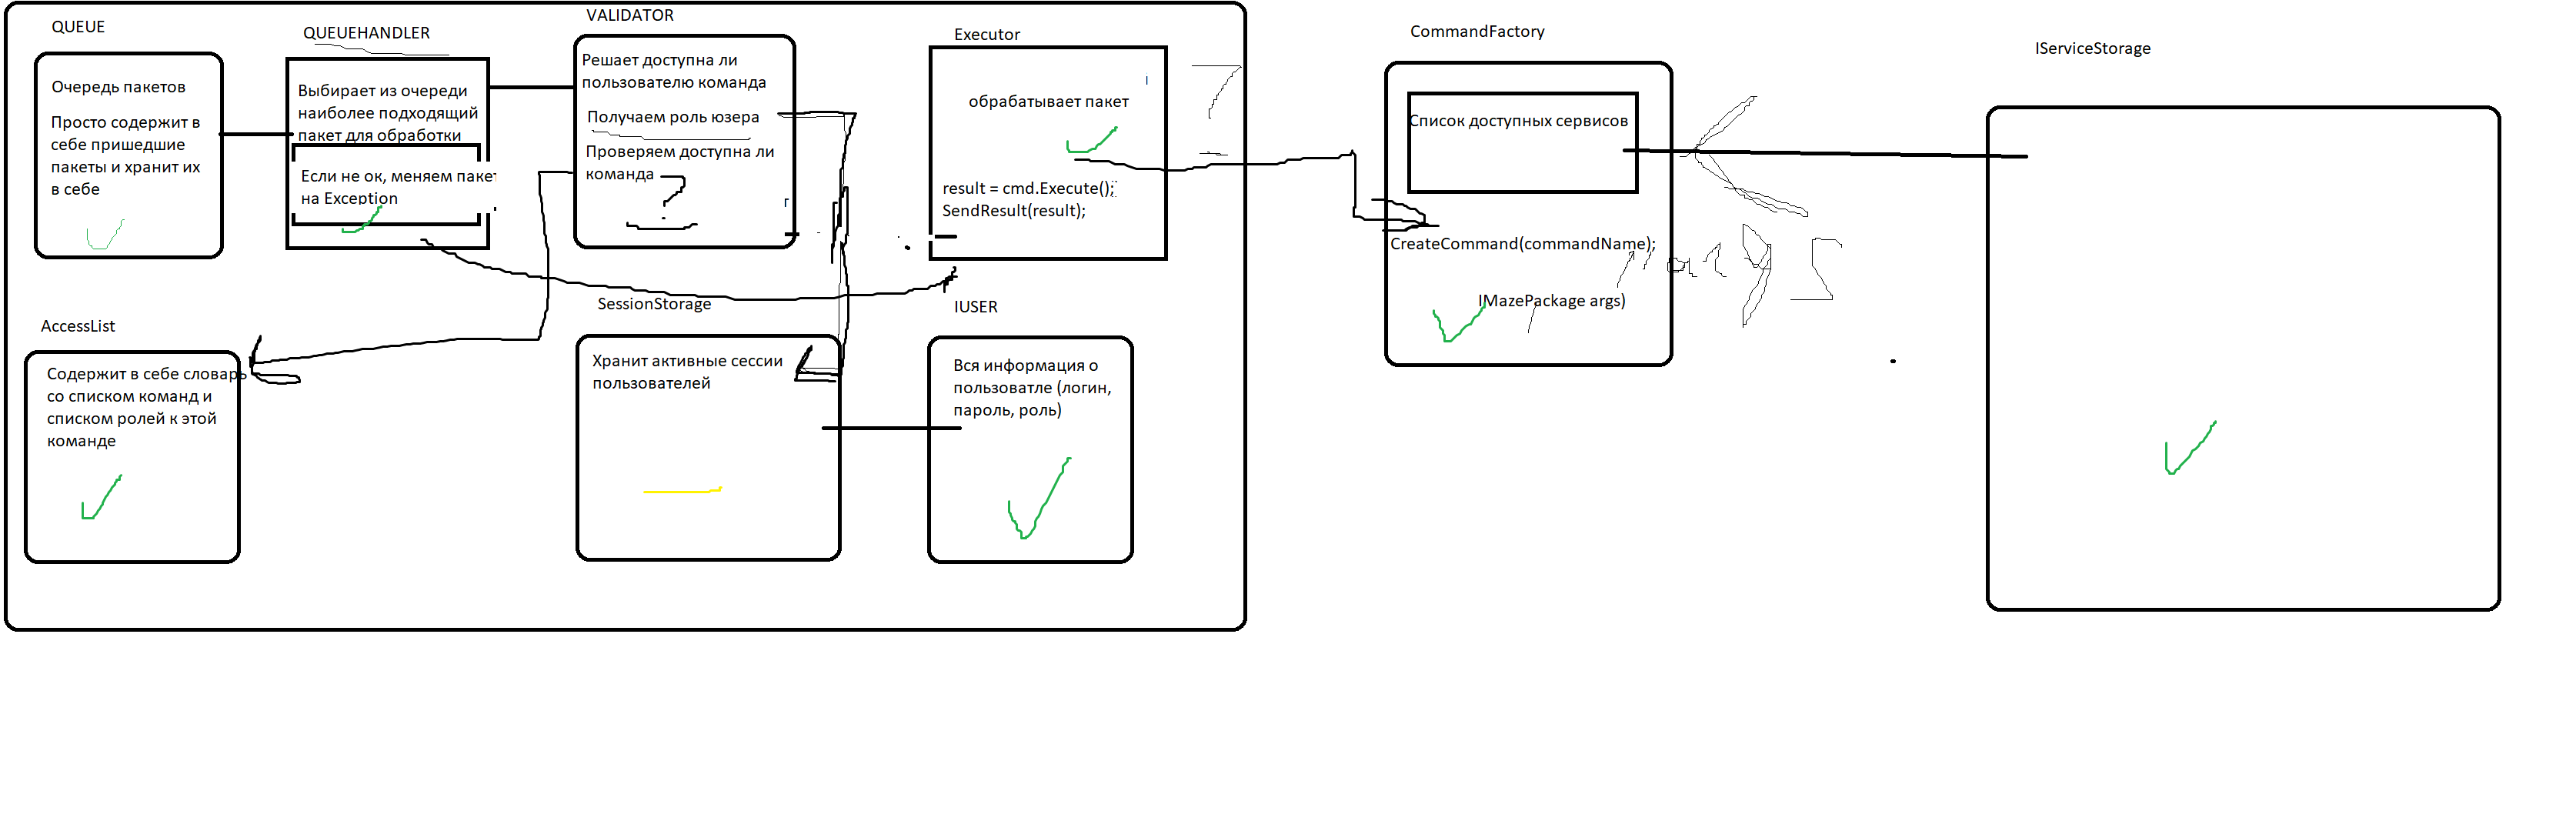 QUEUE
Очередь пакетов
Просто содержит в
себе пришедшие
пакеты и хранит их
в себе
QUEUEHANDLER
Выбирает из очереди
наиболее подходящий
пакет для обработки
Если не ок, меняем пакет
на Exception
VALIDATOR
Решает доступна ли
пользователю команда
Получаем роль юзера
Проверяем доступна ли
команда
?
Executor
обрабатывает пакет
result = cmd.Execute();
SendResult(result);
?
CommandFactory
Список доступных сервисов
CreateCommand(commandName);
IMazePackage args)
IServiceStorage
AccessList
Содержит в себе словарь
со списком команд и
списком ролей к этой
команде
SessionStorage
Хранит активные сессии
пользователей
IUSER
Вся информация о
пользоватле (логин,
пароль, роль)